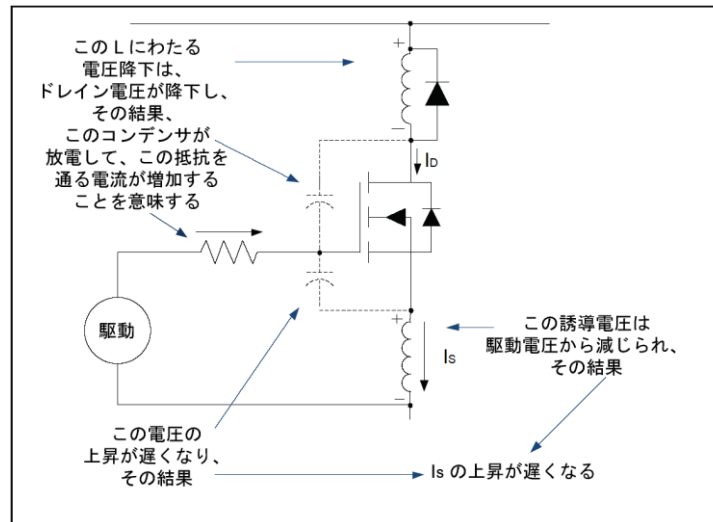 この L にわたる
電圧降下は、
ドレイン電圧が降下し、
その結果、
このコンデンサが
放電して、この抵抗を
通る電流が増加する
ことを意味する
+
−
ID
駆動
+
−
IS
この誘導電圧は
駆動電圧から減じられ、
その結果
この電圧の
上昇が遅くなり、
その結果
Is の上昇が遅くなる